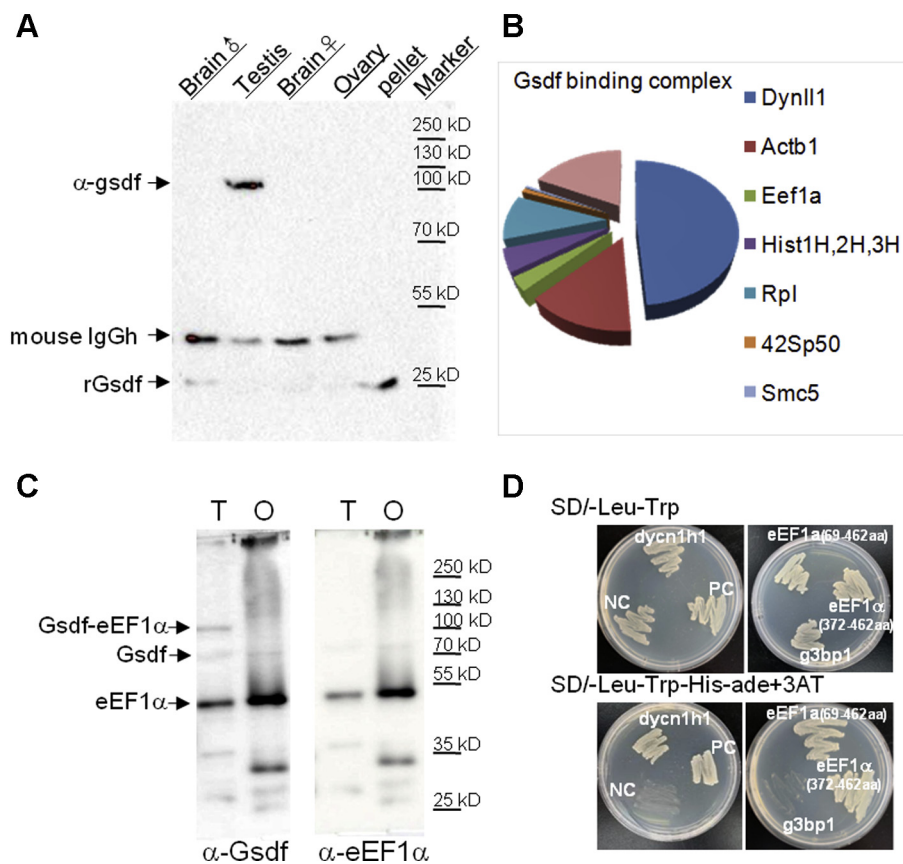 A
Brain♂
Testis
Brain♀
Ovary
pellet
Marker
250 kD
130 kD
100 kD
70 kD
55 kD
25 kD
α-gsdf
mouse IgGh
rGsdf
B
Gsdf binding complex
Dynll1
Actb1
Eef1a
Hist1H,2H,3H
Rpl
42Sp50
Smc5
C
T O T O
250 kD
130 kD
100 kD
70 kD
55 kD
35 kD
25 kD
Gsdf-eEF1α
Gsdf
eEF1α
α-Gsdf
α-eEF1α
D
SD/-Leu-Trp
dycn1h1
NC
PC
eEF1a(69-462aa)
eEF1α
(372-462aa)
g3bp1
SD/-Leu-Trp-His-ade+3AT
dycn1h1
NC
PC
eEF1a(69-462aa)
eEF1α
(372-462aa)
g3bp1